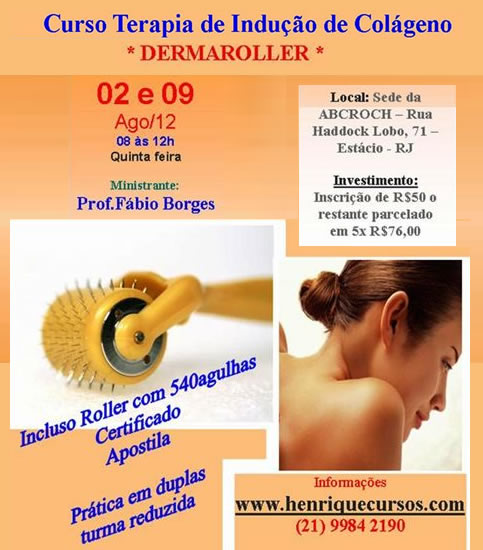 Curso Terapia de Indução de Colágeno
* DERMAROLLER *
02 e 09
Ago/12
08 às 12h
Quinta feira
Ministrante:
Prof.Fábio Borges
Local: Sede da
ABCROCH – Rua
Haddock Lobo, 71 –
Estácio - RJ
Investimento:
Inscrição de R$50 o
restante parcelado
em 5x R$76,00
Incluso Roller com 540agulhas
Certificado
Apostila
Prática em duplas
turma reduzida
Informações
www.henriquecursos.com
(21) 9984 2190